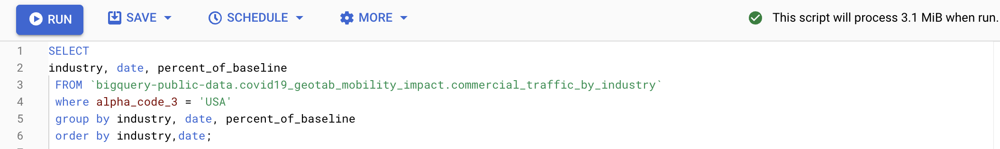 RUN SAVE SCHEDULE MORE This script will process 3.1 MiB when run.
1 SELECT
2 industry, date, percent_of_baseline
3 FROM `bigquery-public-data.covid19_geotab_mobility_impact.commercial_traffic_by_industry`
4 where alpha_code_3 = 'USA'
5 group by industry, date, percent_of_baseline
6 order by industry,date;